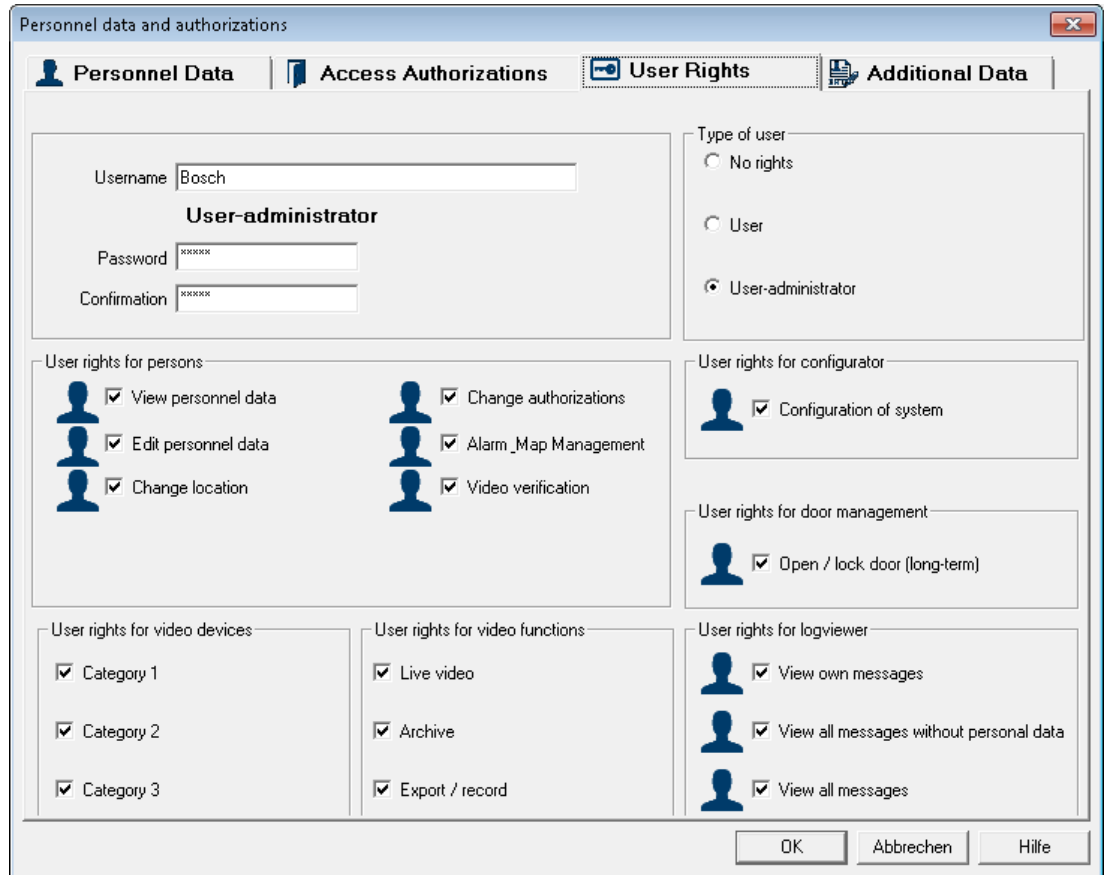 Personnel data and authorizations
Personnel Data
Access Authorizations
User Rights
Additional Data
Username
Bosch
User-administrator
Password
*****
Confirmation
*****
Type of user
No rights
User
User-administrator
User rights for persons
View personnel data
Change authorizations
Edit personnel data
Alarm_Map Management
Change location
Video verification
User rights for configurator
Configuration of system
User rights for door management
Open / lock door (long-term)
User rights for video devices
Category 1
Category 2
Category 3
User rights for video functions
Live video
Archive
Export / record
User rights for logviewer
View own messages
View all messages without personal data
View all messages
OK
Abbrechen
Hilfe